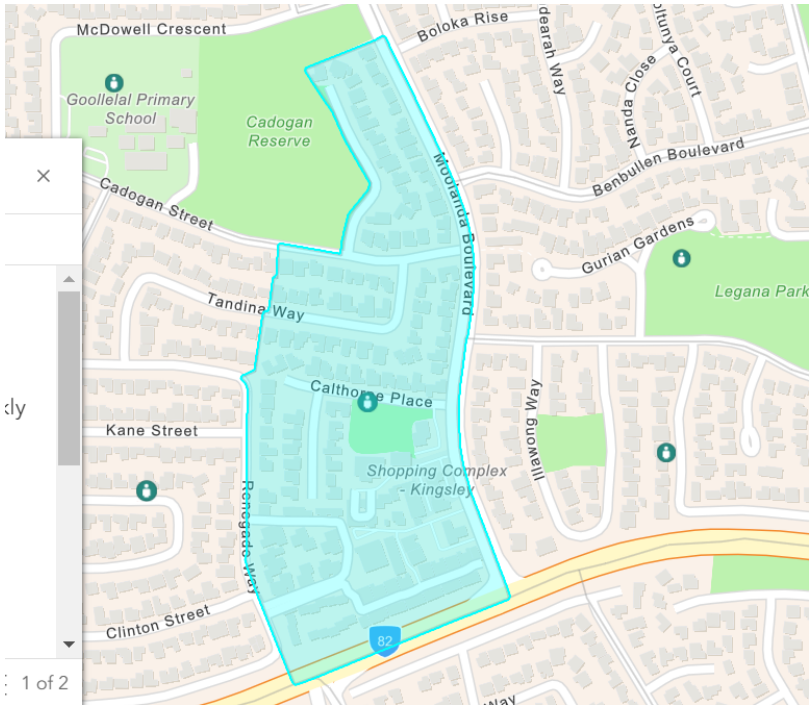 McDowell Crescent
Boloka Rise
dearah Way
oltunya Court
Nanda Close
Goollelal Primary
School
Cadogan
Reserve
Moolanda Boulevard
Benbullen Boulevard
Cadogan Street
Gurian Gardens
Legana Park
Tandina Way
Calthorpe Place
kly
Kane Street
Illawong Way
Shopping Complex
- Kingsley
Renegade Way
Clinton Street
82
1 of 2
Way